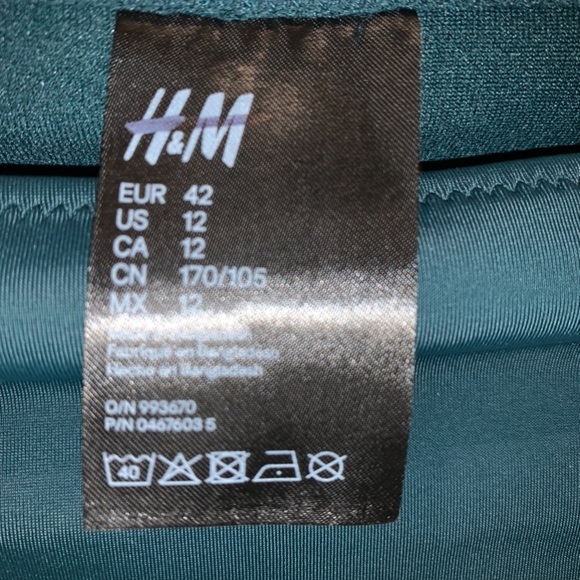 H&M
EUR 42
US 12
CA 12
CN 170/105
MX 12
Fabriqué en Bangladesh
Hecho en Bangladesh
O/N 993670
P/N 0467603 5
40